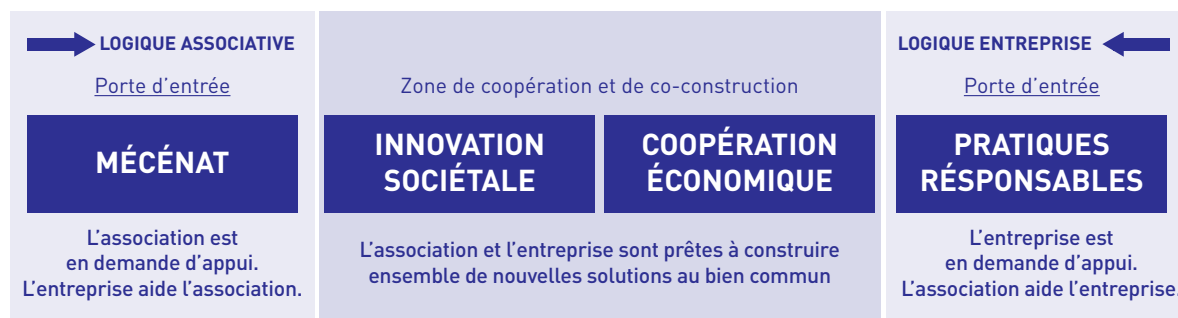 LOGIQUE ASSOCIATIVE
Porte d'entrée
MÉCÉNAT
L'association est
en demande d'appui.
L'entreprise aide l'association.
Zone de coopération et de co-construction
INNOVATION
SOCIÉTALE
COOPÉRATION
ÉCONOMIQUE
L'association et l'entreprise sont prêtes à construire
ensemble de nouvelles solutions au bien commun
LOGIQUE ENTREPRISE
Porte d'entrée
PRATIQUES
RÉSPONSABLES
L'entreprise est
en demande d'appui.
L'association aide l'entreprise.